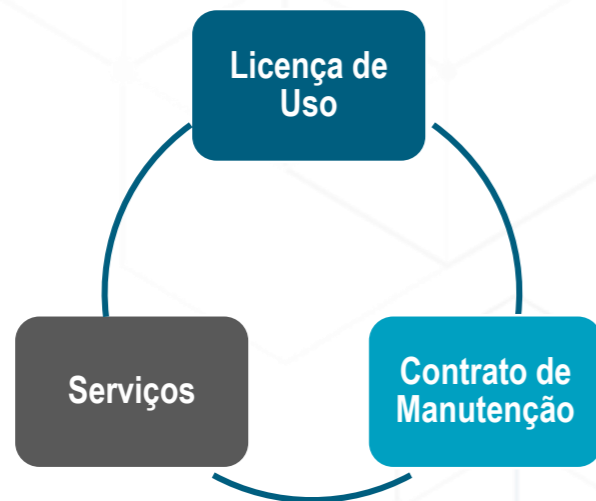 Licença de
Uso
Serviços
Contrato de
Manutenção